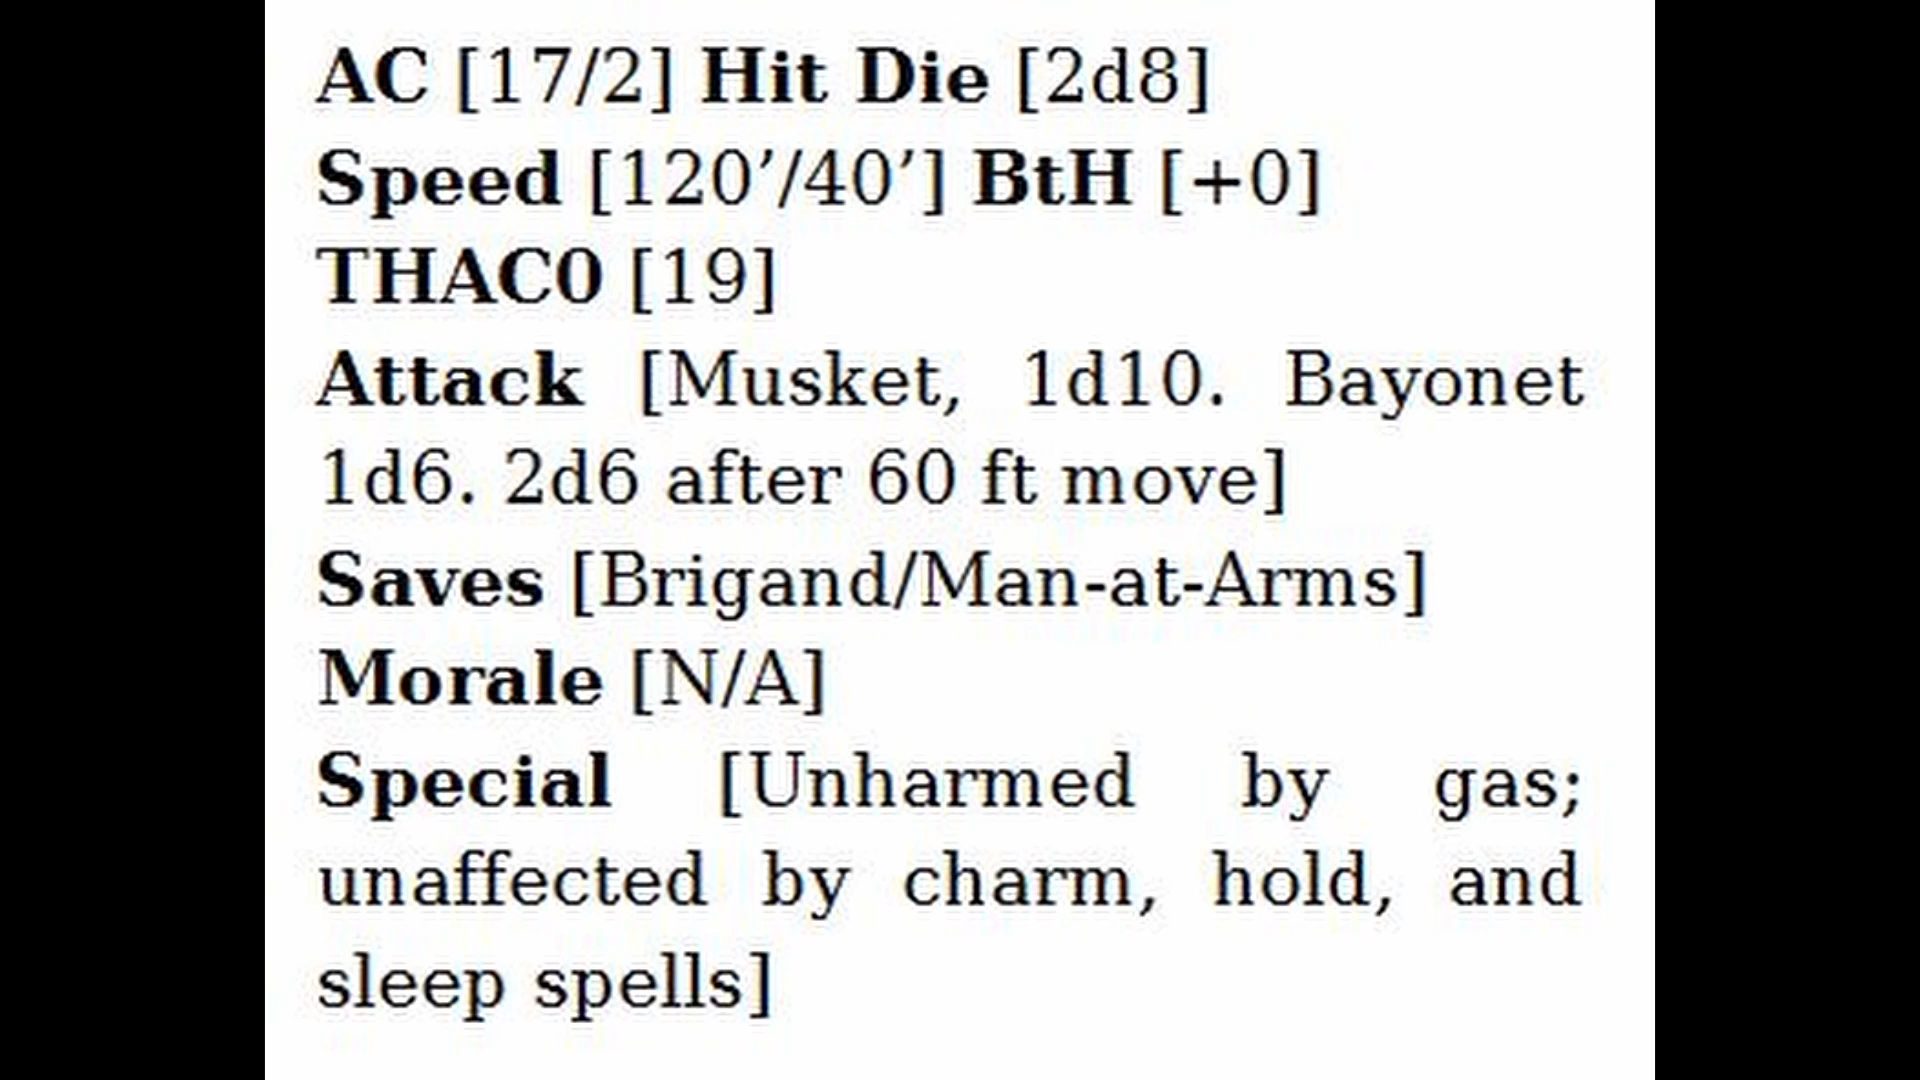 AC [17/2] Hit Die [2d8]
Speed [120’/40’] BtH [+0]
THAC0 [19]
Attack [Musket, 1d10. Bayonet
1d6. 2d6 after 60 ft move]
Saves [Brigand/Man-at-Arms]
Morale [N/A]
Special [Unharmed by gas;
unaffected by charm, hold, and
sleep spells]